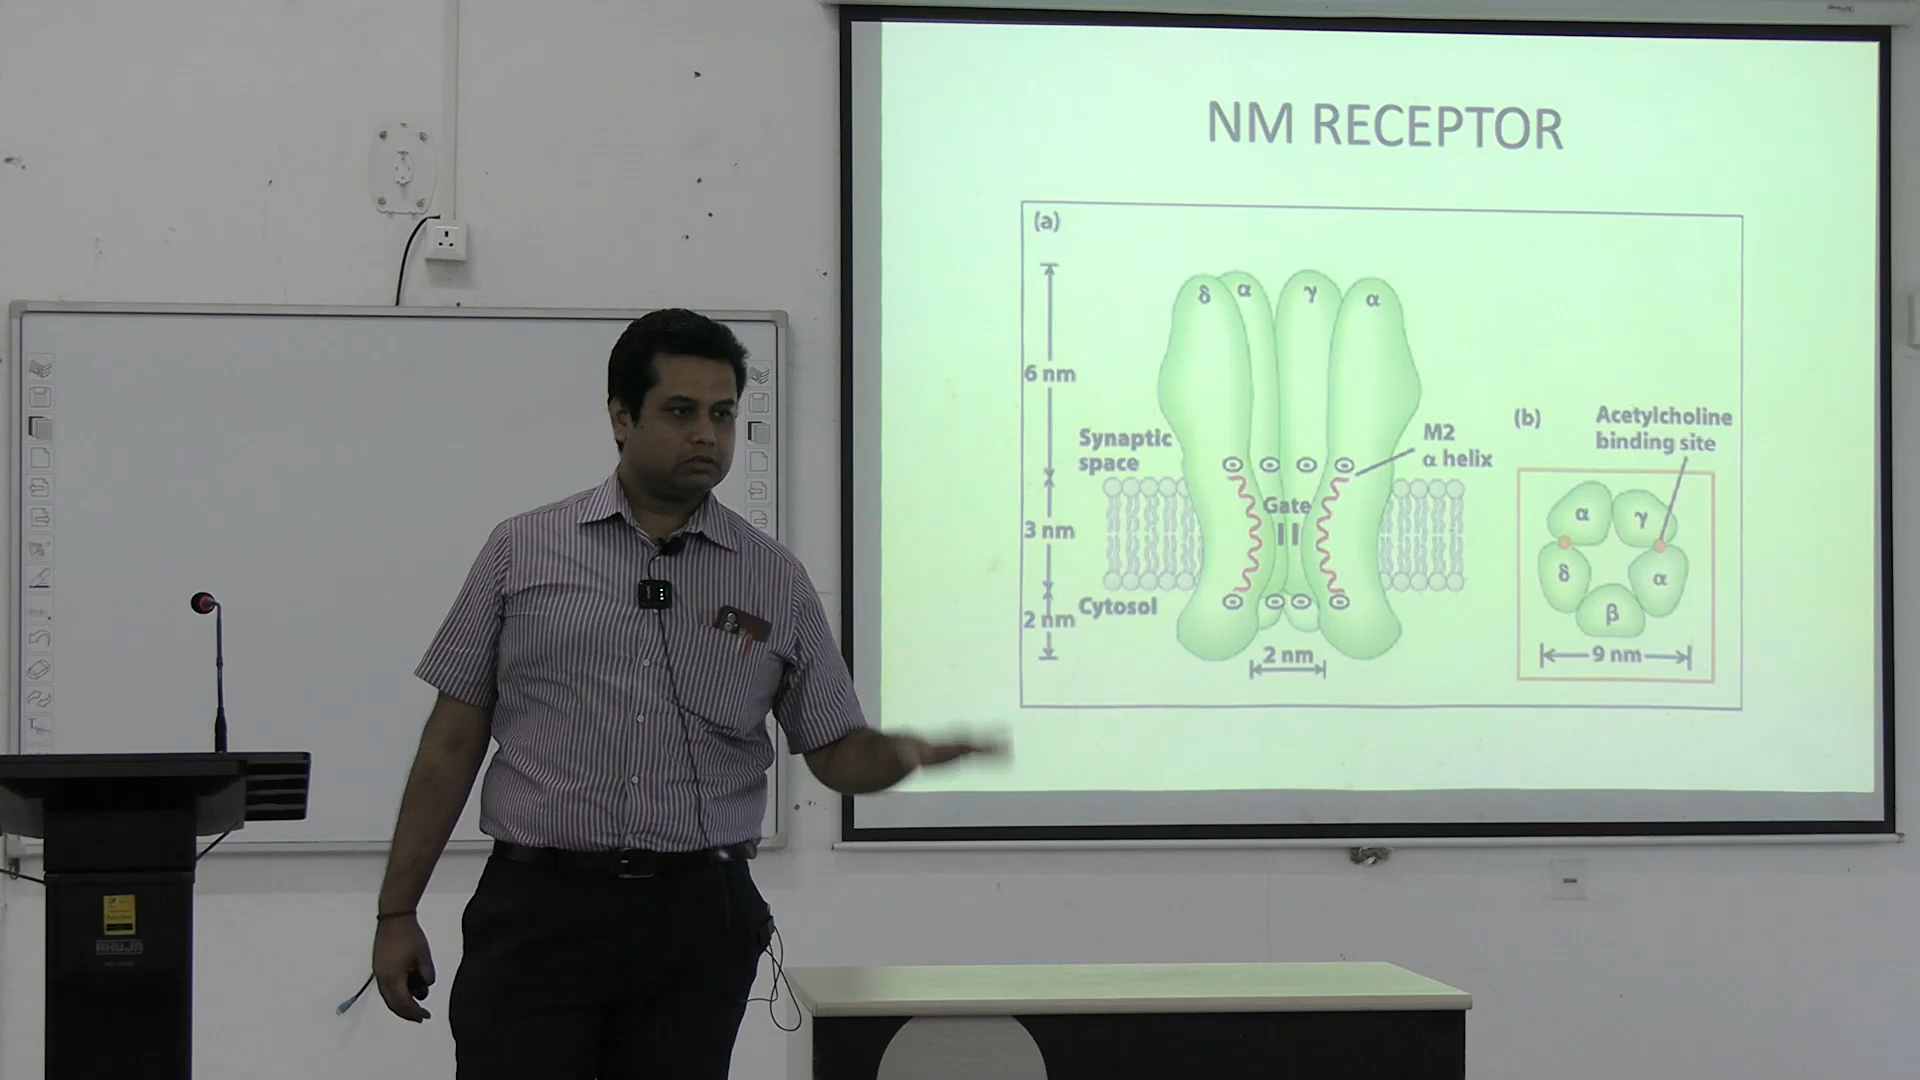 NM RECEPTOR
(a)
δ α γ α
6 nm
Synaptic
space
M2
α helix
Gate
3 nm
Cytosol
2 nm
2 nm
(b)
Acetylcholine
binding site
α γ
δ α
β
9 nm